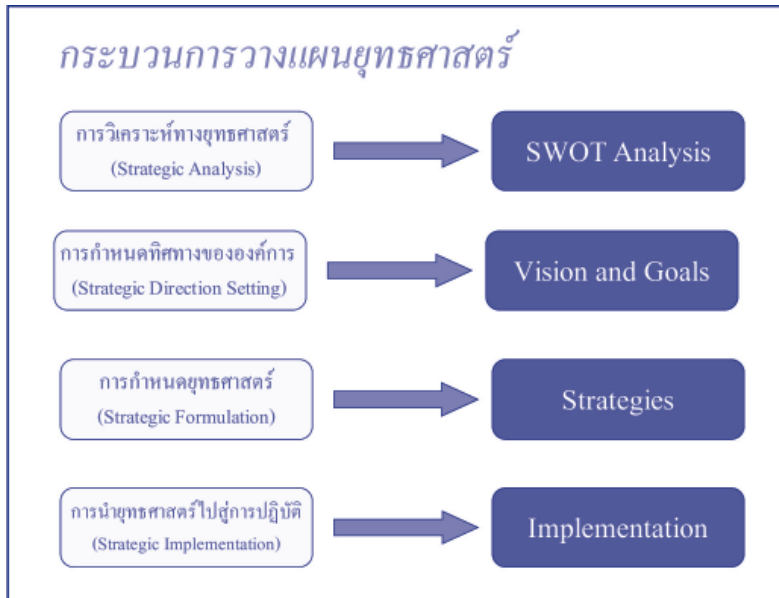 กระบวนการวางแผนยุทธศาสตร์
การวิเคราะห์ทางยุทธศาสตร์
(Strategic Analysis)
SWOT Analysis
การกำหนดทิศทางขององค์การ
(Strategic Direction Setting)
Vision and Goals
การกำหนดยุทธศาสตร์
(Strategic Formulation)
Strategies
การนำยุทธศาสตร์ไปสู่การปฏิบัติ
(Strategic Implementation)
Implementation